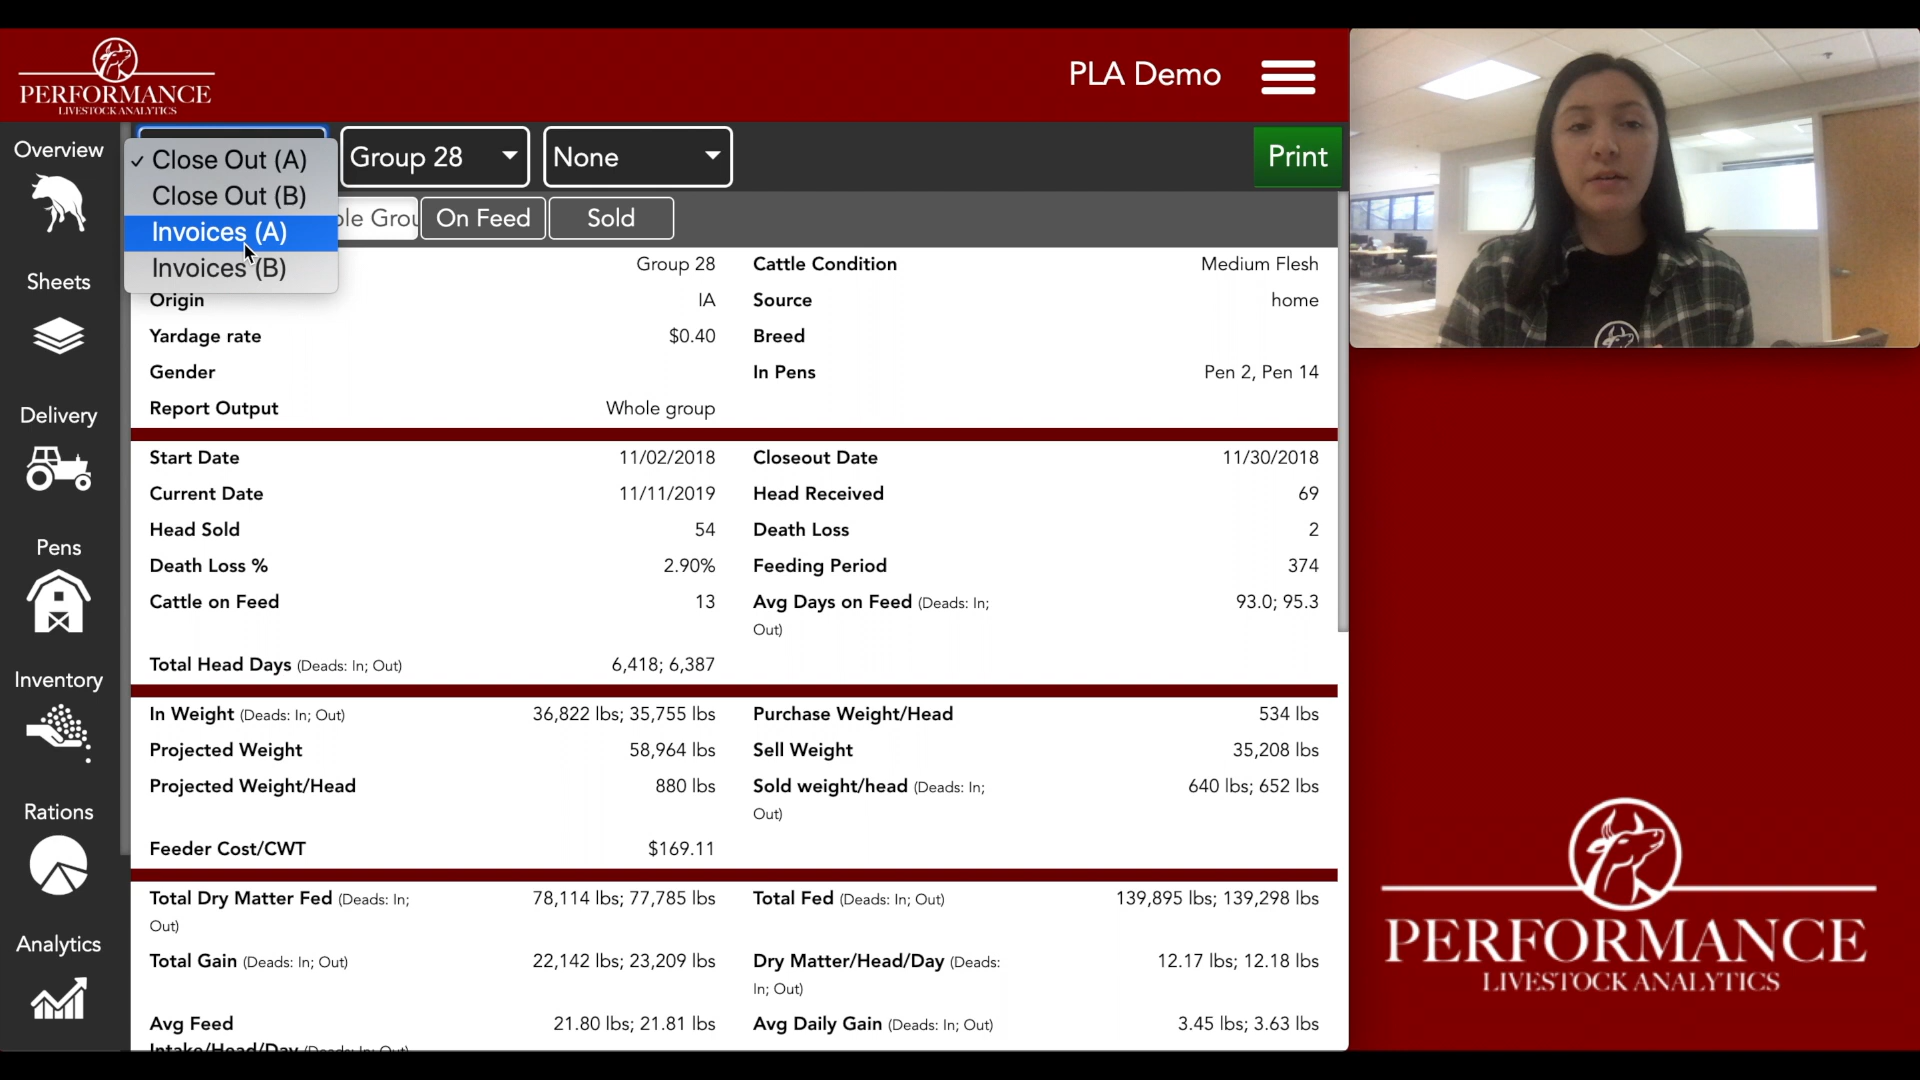 PERFORMANCE
LIVESTOCK ANALYTICS
PLA Demo
Overview
Sheets
Delivery
Pens
Inventory
Rations
Analytics
✓ Close Out (A)
Close Out (B)
Invoices (A)
Invoices (B)
Group 28
None
Print
On Feed
Sold
Group 28
Cattle Condition Medium Flesh
Origin IA
Source home
Yardage rate $0.40
Breed
Gender
In Pens Pen 2, Pen 14
Report Output Whole group
Start Date 11/02/2018
Closeout Date 11/30/2018
Current Date 11/11/2019
Head Received 69
Head Sold 54
Death Loss 2
Death Loss % 2.90%
Feeding Period 374
Cattle on Feed 13
Avg Days on Feed (Deads: In; 93.0; 95.3
Out)
Total Head Days (Deads: In; Out) 6,418; 6,387
In Weight (Deads: In; Out) 36,822 lbs; 35,755 lbs
Purchase Weight/Head 534 lbs
Projected Weight 58,964 lbs
Sell Weight 35,208 lbs
Projected Weight/Head 880 lbs
Sold weight/head (Deads: In; 640 lbs; 652 lbs
Out)
Feeder Cost/CWT $169.11
Total Dry Matter Fed (Deads: In; 78,114 lbs; 77,785 lbs
Out)
Total Fed (Deads: In; Out) 139,895 lbs; 139,298 lbs
Total Gain (Deads: In; Out) 22,142 lbs; 23,209 lbs
Dry Matter/Head/Day (Deads: 12.17 lbs; 12.18 lbs
In; Out)
Avg Feed 21.80 lbs; 21.81 lbs
Intake/Head/Day (Deads: In; Out)
Avg Daily Gain (Deads: In; Out) 3.45 lbs; 3.63 lbs
PERFORMANCE
LIVESTOCK ANALYTICS